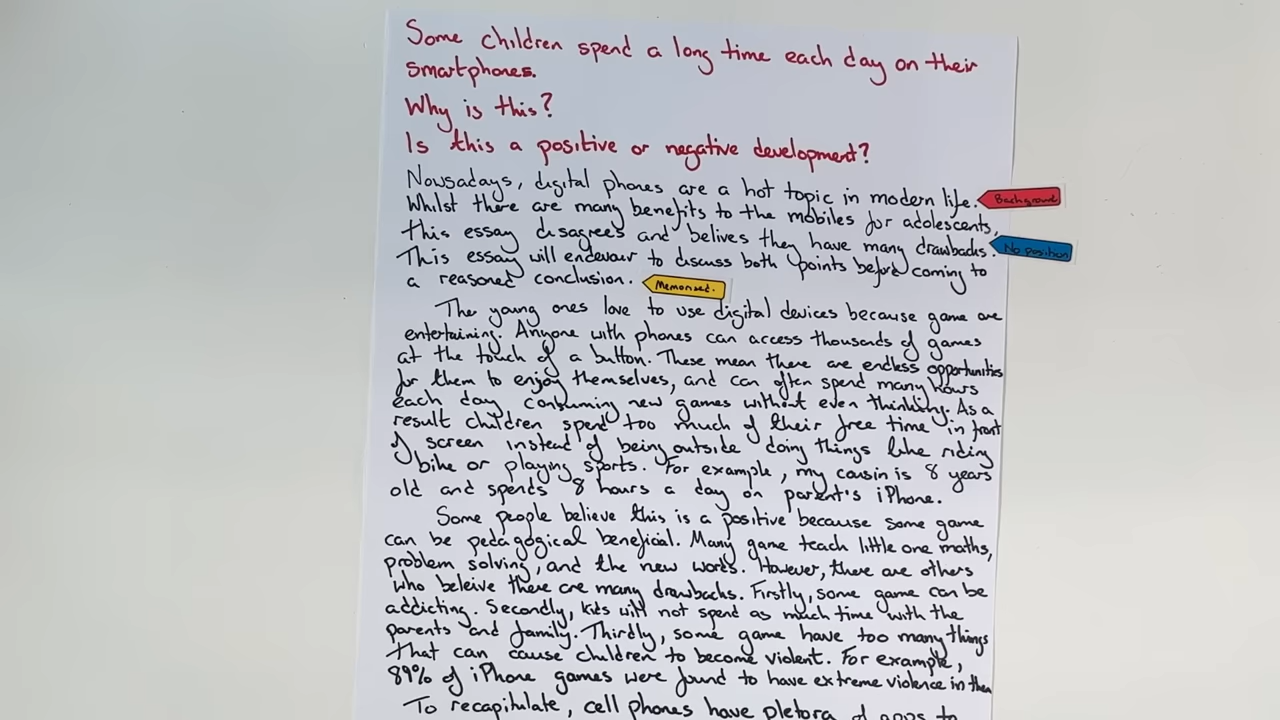 Some children spend a long time each day on their
smartphones.
Why is this?
Is this a positive or negative development?
Nowsadays, digital phones are a hot topic in modern life.
Background
Whilst there are many benefits to the mobiles for adolescents,
this essay disagrees and belives they have many drawbacks.
No position
This essay will endevour to discuss both points before coming to
a reasoned conclusion.
Memorised.
The young ones love to use digital devices because game are
entertaining. Anyone with phones can access thousands of games
at the touch of a button. These mean there are endless opportunities
for them to enjoy themselves, and can often spend many hours
each day consuming new games without even thinking. As a
result children spend too much of their free time in front
of screen instead of being outside doing things like riding
bike or playing sports. For example, my cousin is 8 years
old and spends 8 hours a day on parent's iPhone.
Some people believe this is a positive because some game
can be pedagogical beneficial. Many game teach little one maths,
problem solving, and the new words. However, there are others
who beleive there are many drawbacks. Firstly, some game can be
addicting. Secondly, kids will not spend as much time with the
parents and family. Thirdly, some game have too many things
that can cause children to become violent. For example,
89% of iPhone games were found to have extreme violence in them
To recapitulate, cell phones have pletora of apps to